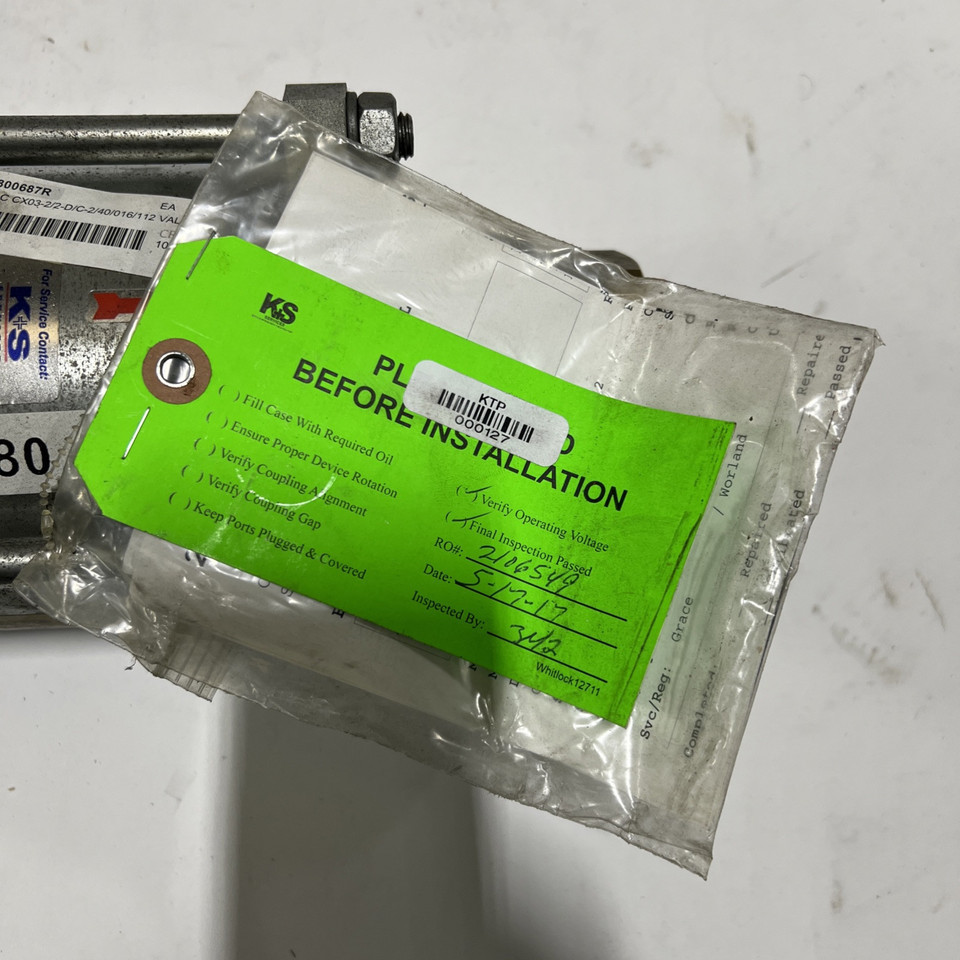 800687R
EA
C CX03-2/2-D/C-2/40/016/112 VAL
For Service Contact:
K+S
80
K+S
PL
BEFORE INSTALLATION
KTP
000127
( ) Fill Case With Required Oil
( ) Ensure Proper Device Rotation
( ) Verify Coupling Alignment
( ) Verify Coupling Gap
( ) Keep Ports Plugged & Covered
(✓) Verify Operating Voltage
(✓) Final Inspection Passed
RO#: 2106549
Date: 5-17-17
Inspected By:
Whitlock12711
Svc/Reg: Grace / Worland
Completed:
Repaired
Repaire
Passed